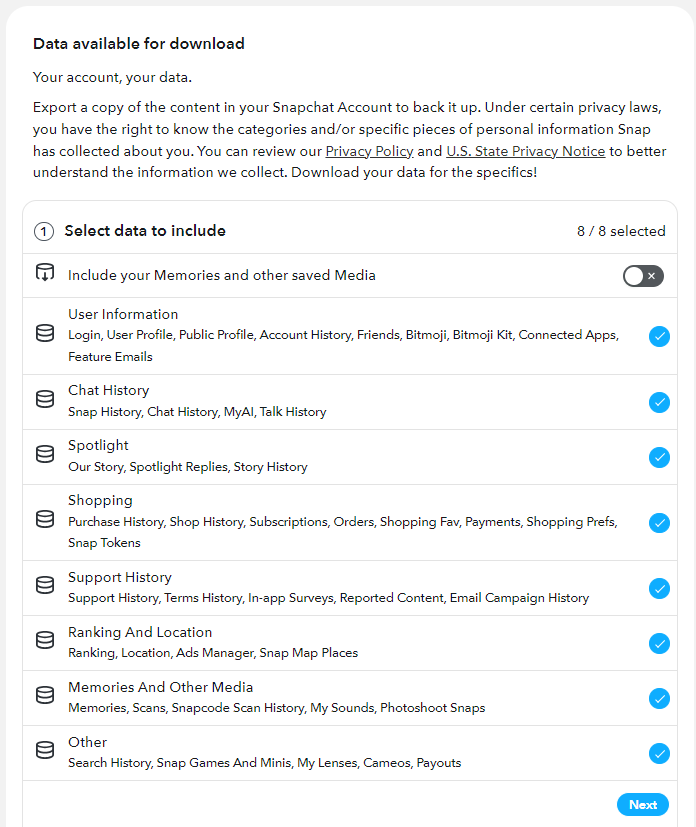 Data available for download
Your account, your data.
Export a copy of the content in your Snapchat Account to back it up. Under certain privacy laws,
you have the right to know the categories and/or specific pieces of personal information Snap
has collected about you. You can review our Privacy Policy and U.S. State Privacy Notice to better
understand the information we collect. Download your data for the specifics!
1 Select data to include 8 / 8 selected
Include your Memories and other saved Media
User Information
Login, User Profile, Public Profile, Account History, Friends, Bitmoji, Bitmoji Kit, Connected Apps,
Feature Emails
Chat History
Snap History, Chat History, MyAI, Talk History
Spotlight
Our Story, Spotlight Replies, Story History
Shopping
Purchase History, Shop History, Subscriptions, Orders, Shopping Fav, Payments, Shopping Prefs,
Snap Tokens
Support History
Support History, Terms History, In-app Surveys, Reported Content, Email Campaign History
Ranking And Location
Ranking, Location, Ads Manager, Snap Map Places
Memories And Other Media
Memories, Scans, Snapcode Scan History, My Sounds, Photoshoot Snaps
Other
Search History, Snap Games And Minis, My Lenses, Cameos, Payouts
Next